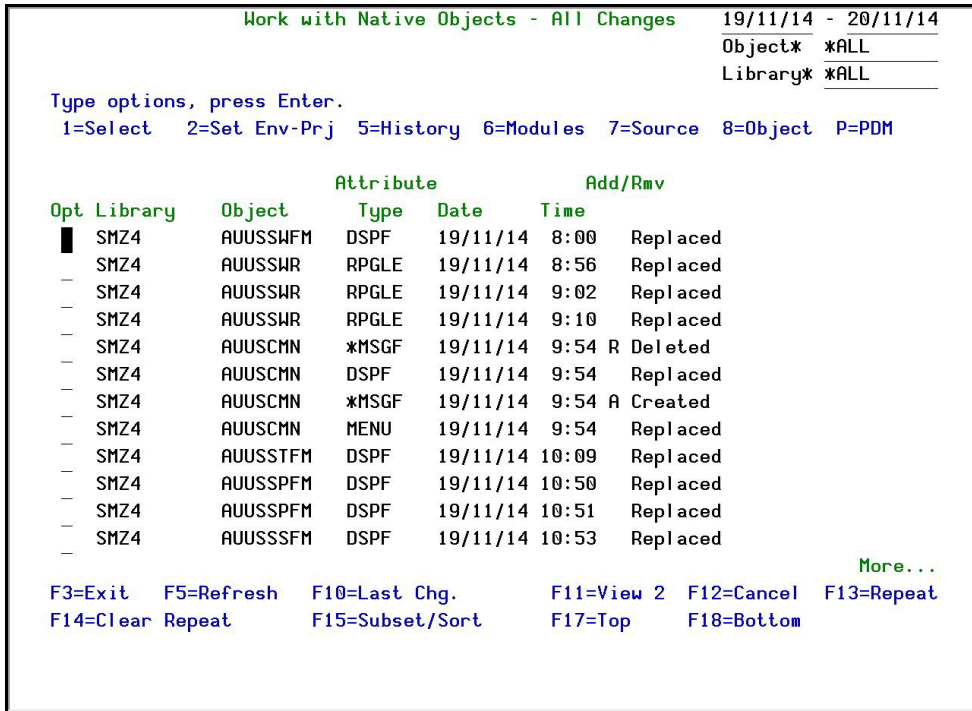 Work with Native Objects - All Changes 19/11/14 - 20/11/14
Object* *ALL
Library* *ALL
Type options, press Enter.
1=Select 2=Set Env-Prj 5=History 6=Modules 7=Source 8=Object P=PDM
Attribute Add/Rmv
Opt Library Object Type Date Time
SMZ4 AUUSSWFM DSPF 19/11/14 8:00 Replaced
_ SMZ4 AUUSSWR RPGLE 19/11/14 8:56 Replaced
_ SMZ4 AUUSSWR RPGLE 19/11/14 9:02 Replaced
_ SMZ4 AUUSSWR RPGLE 19/11/14 9:10 Replaced
_ SMZ4 AUUSCMN *MSGF 19/11/14 9:54 R Deleted
_ SMZ4 AUUSCMN DSPF 19/11/14 9:54 Replaced
_ SMZ4 AUUSCMN *MSGF 19/11/14 9:54 A Created
_ SMZ4 AUUSCMN MENU 19/11/14 9:54 Replaced
_ SMZ4 AUUSSTFM DSPF 19/11/14 10:09 Replaced
_ SMZ4 AUUSSPFM DSPF 19/11/14 10:50 Replaced
_ SMZ4 AUUSSPFM DSPF 19/11/14 10:51 Replaced
_ SMZ4 AUUSSSFM DSPF 19/11/14 10:53 Replaced
More...
F3=Exit F5=Refresh F10=Last Chg. F11=View 2 F12=Cancel F13=Repeat
F14=Clear Repeat F15=Subset/Sort F17=Top F18=Bottom